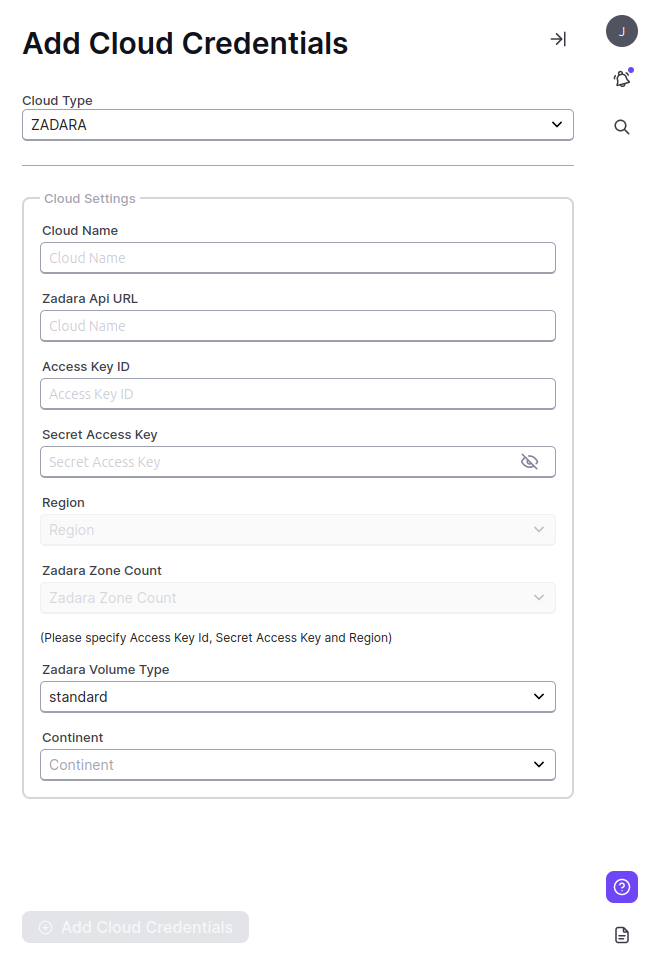 Add Cloud Credentials
J
Cloud Type
ZADARA
Cloud Settings
Cloud Name
Cloud Name
Zadara Api URL
Cloud Name
Access Key ID
Access Key ID
Secret Access Key
Secret Access Key
Region
Region
Zadara Zone Count
Zadara Zone Count
(Please specify Access Key Id, Secret Access Key and Region)
Zadara Volume Type
standard
Continent
Continent
Add Cloud Credentials